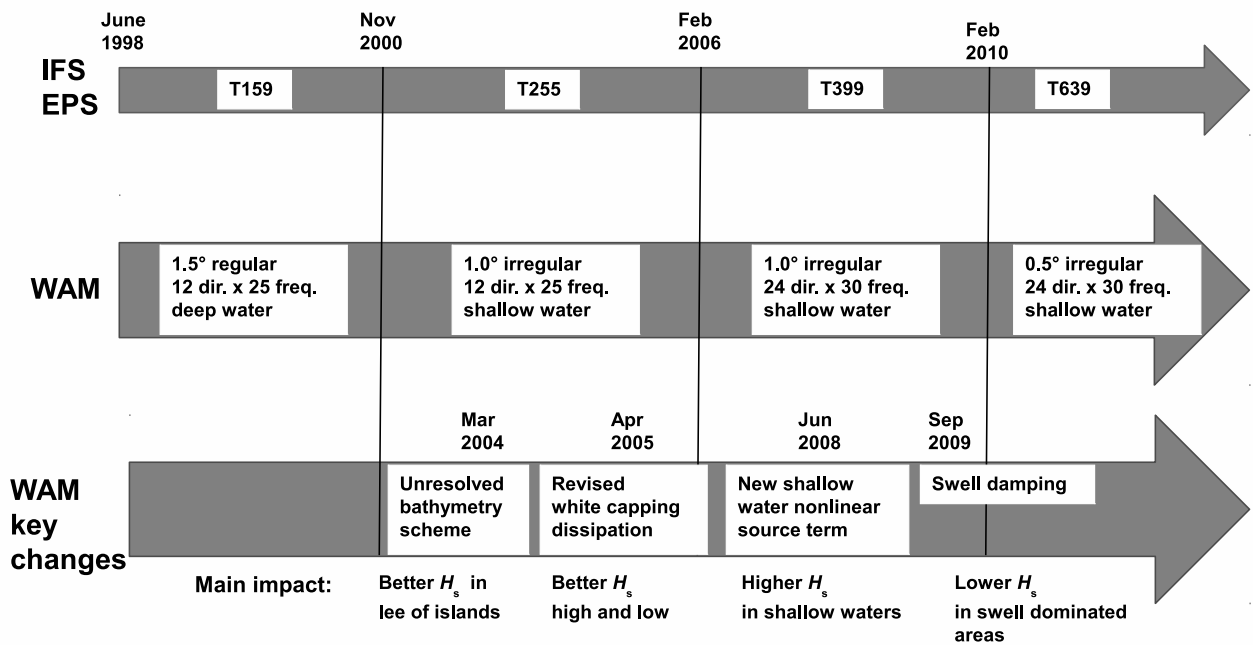 June
1998
Nov
2000
Feb
2006
Feb
2010
IFS
EPS
T159
T255
T399
T639
WAM
1.5° regular
12 dir. x 25 freq.
deep water
1.0° irregular
12 dir. x 25 freq.
shallow water
1.0° irregular
24 dir. x 30 freq.
shallow water
0.5° irregular
24 dir. x 30 freq.
shallow water
Mar
2004
Apr
2005
Jun
2008
Sep
2009
WAM
key
changes
Unresolved
bathymetry
scheme
Revised
white capping
dissipation
New shallow
water nonlinear
source term
Swell damping
Main impact:
Better Hs in
lee of islands
Better Hs
high and low
Higher Hs
in shallow waters
Lower Hs
in swell dominated
areas